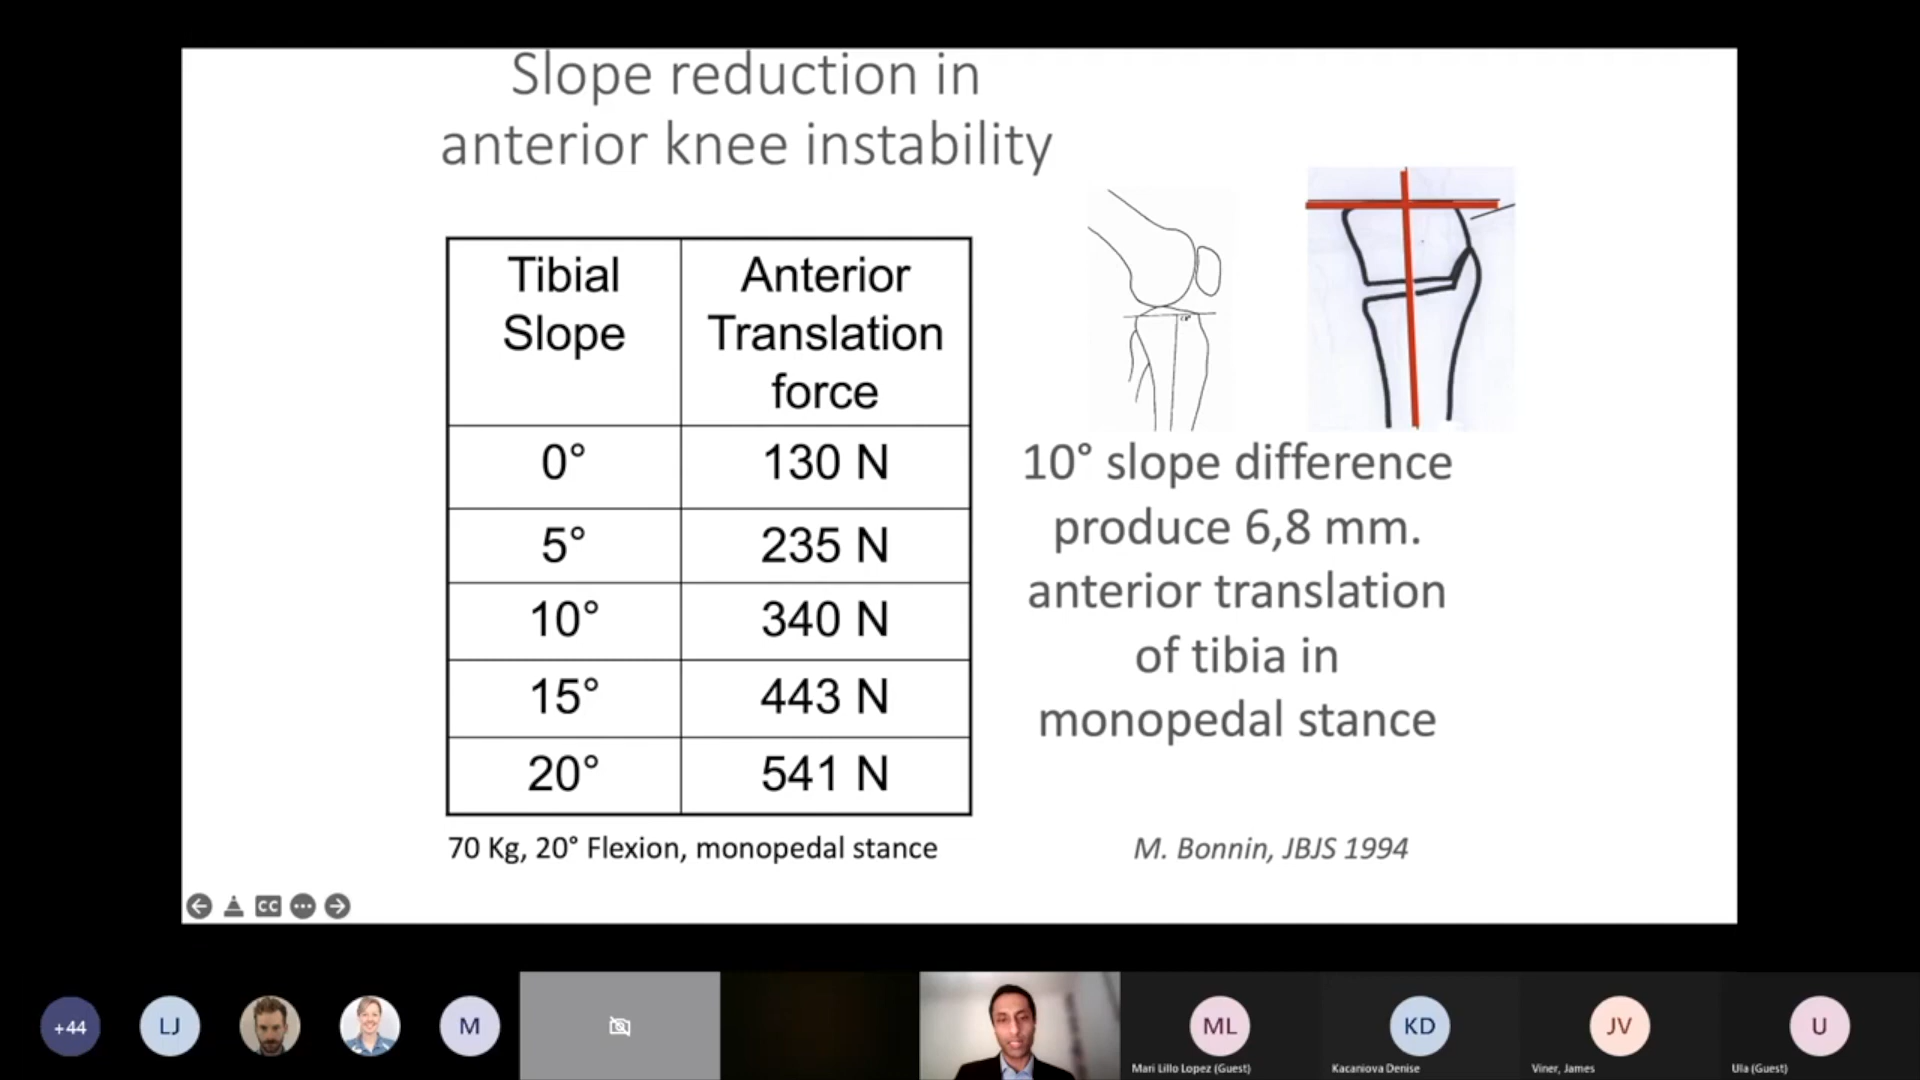 Slope reduction in
anterior knee instability
Tibial
Slope
Anterior
Translation
force
0°
130 N
5°
235 N
10°
340 N
15°
443 N
20°
541 N
70 Kg, 20° Flexion, monopedal stance
10° slope difference
produce 6,8 mm.
anterior translation
of tibia in
monopedal stance
M. Bonnin, JBJS 1994
CC
+44
LJ
M
ML
Mari Lillo Lopez (Guest)
KD
Kacaniova Denise
JV
Viner, James
U
Ula (Guest)